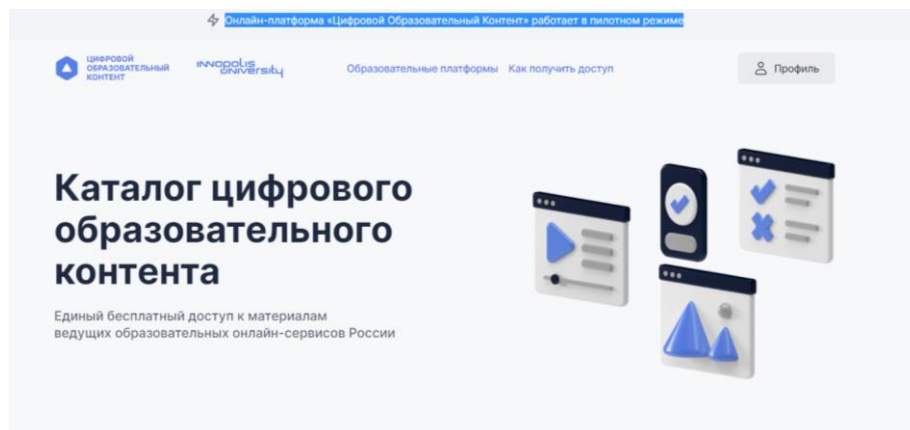 Онлайн-платформа «Цифровой Образовательный Контент» работает в пилотном режиме
ЦИФРОВОЙ
ОБРАЗОВАТЕЛЬНЫЙ
КОНТЕНТ
INNOPOLIS
UNIVERSITY
Образовательные платформы
Как получить доступ
Профиль
Каталог цифрового
образовательного
контента
Единый бесплатный доступ к материалам
ведущих образовательных онлайн-сервисов России